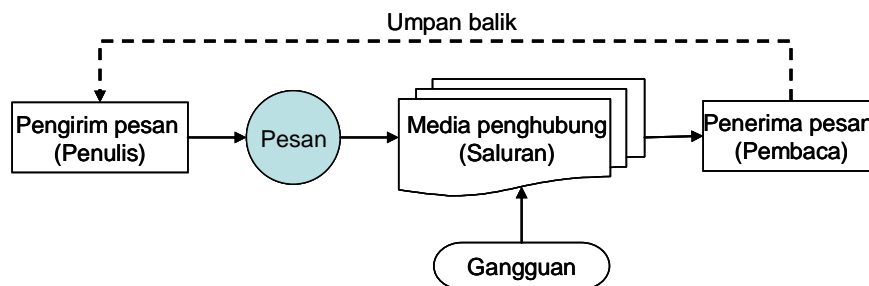 Umpan balik
Pengirim pesan
(Penulis)
Pesan
Media penghubung
(Saluran)
Penerima pesan
(Pembaca)
Gangguan